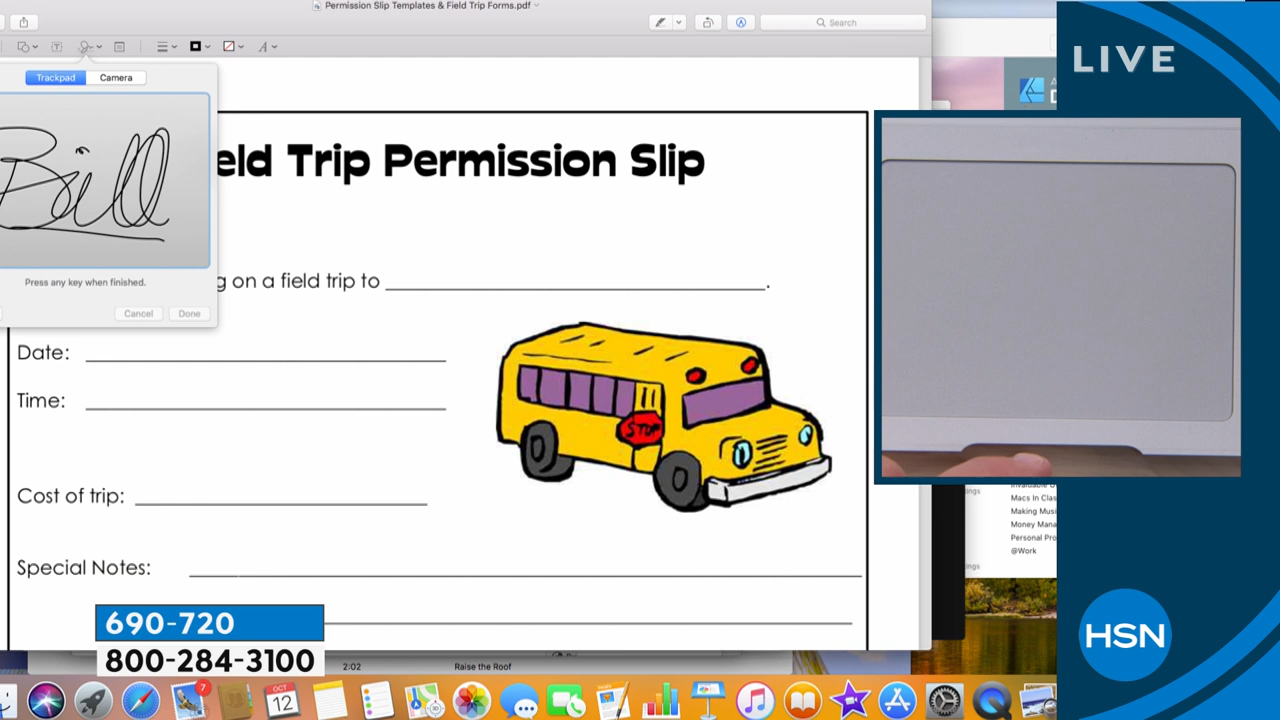 Permission Slip Templates & Field Trip Forms.pdf
Search
LIVE
Trackpad
Camera
Bill
Press any key when finished.
Cancel
Done
eld Trip Permission Slip
g on a field trip to
Date:
Time:
STOP
Cost of trip:
Special Notes:
Macs In Clas
Making Musi
Money Mana
Personal Pro
@Work
690-720
800-284-3100
HSN
2:02
Raise the Roof
7
OCT
12